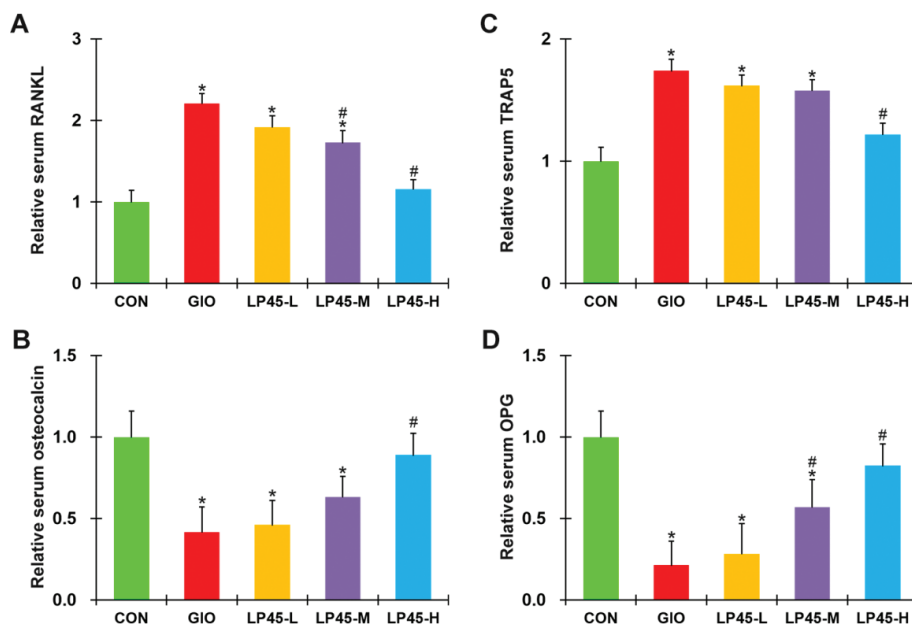 A
Relative serum RANKL
3
2
1
0
*
*
#
*
#
CON GIO LP45-L LP45-M LP45-H
C
Relative serum TRAP5
2
1
0
*
*
*
#
CON GIO LP45-L LP45-M LP45-H
B
Relative serum osteocalcin
1.5
1.0
0.5
0.0
*
*
*
#
CON GIO LP45-L LP45-M LP45-H
D
Relative serum OPG
1.5
1.0
0.5
0.0
*
*
#
*
#
CON GIO LP45-L LP45-M LP45-H